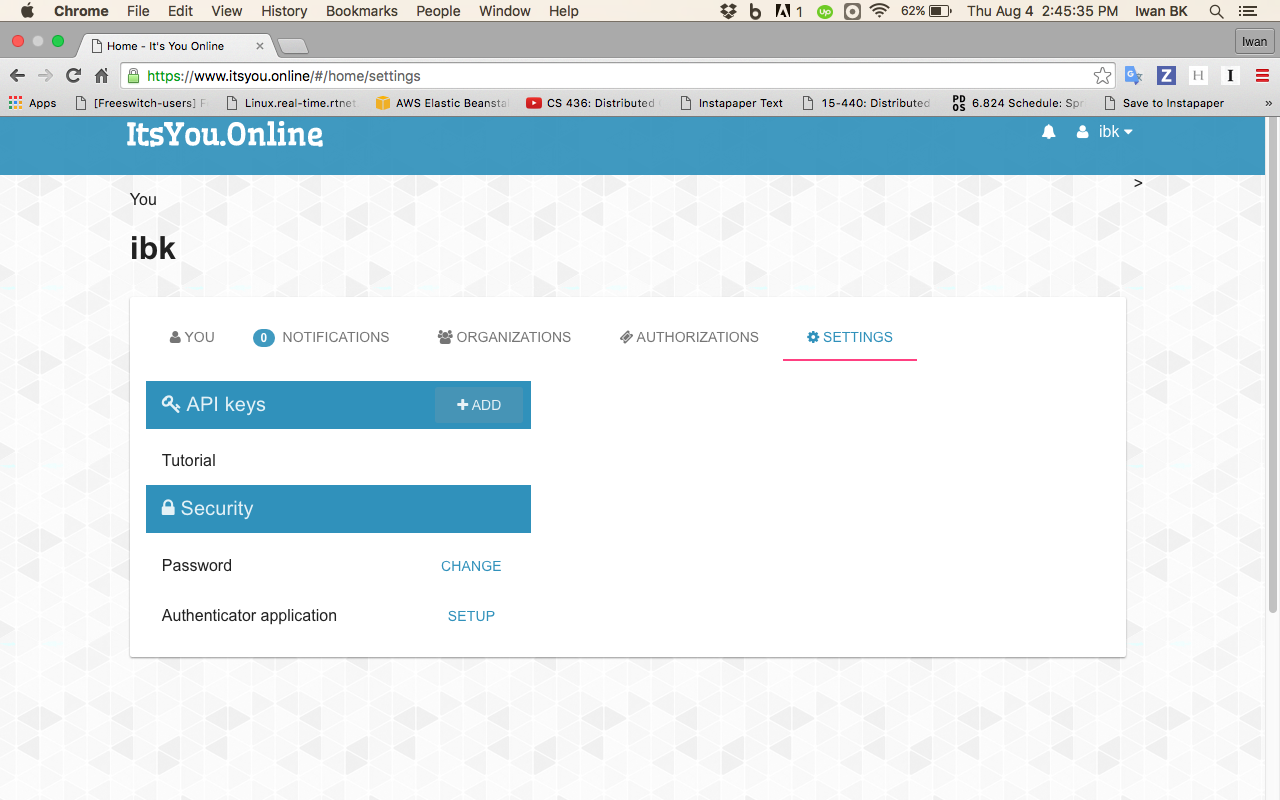 Chrome File Edit View History Bookmarks People Window Help 1 Up 62% Thu Aug 4 2:45:35 PM Iwan BK
Home - It's You Online Iwan
https://www.itsyou.online/#/home/settings
Apps [Freeswitch-users] Linux.real-time.rtnet AWS Elastic Beansta CS 436: Distributed Instapaper Text 15-440: Distributed PDOS 6.824 Schedule: Spr Save to Instapaper »
ItsYou.Online ibk
>
You
ibk
YOU 0 NOTIFICATIONS ORGANIZATIONS AUTHORIZATIONS SETTINGS
API keys + ADD
Tutorial
Security
Password CHANGE
Authenticator application SETUP